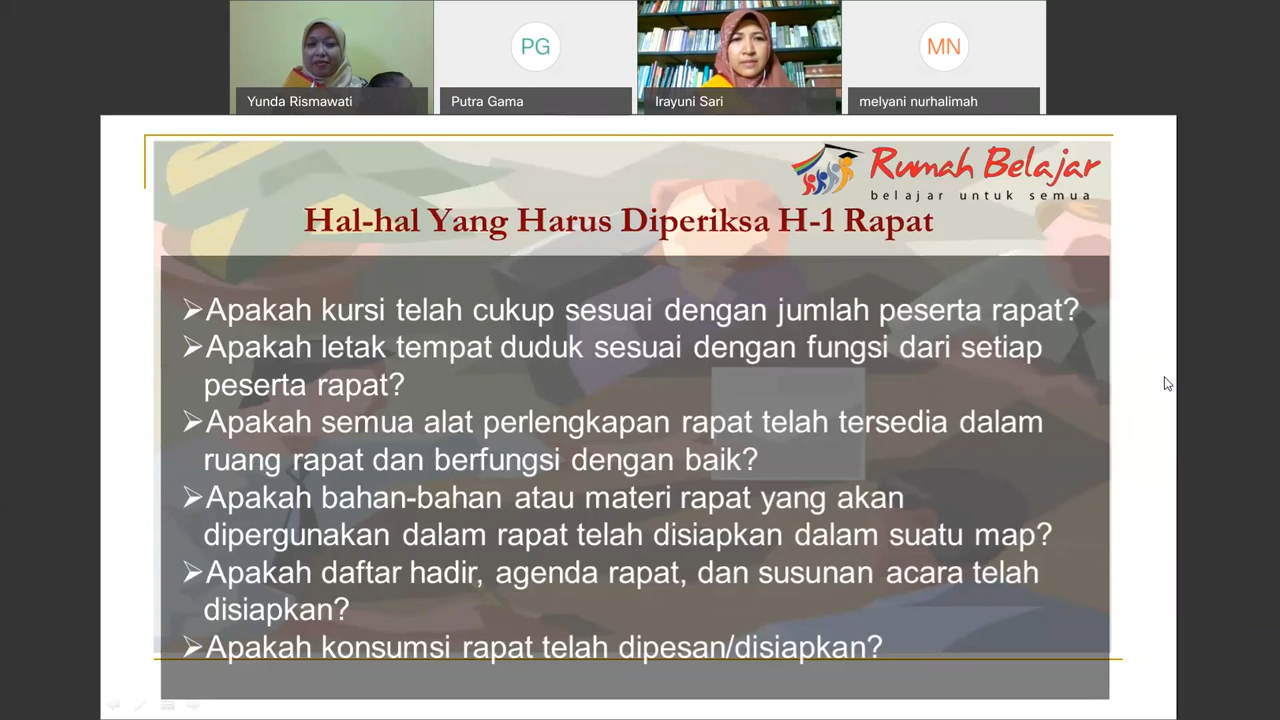 PG
MN
Yunda Rismawati
Putra Gama
Irayuni Sari
melyani nurhalimah
Rumah Belajar
belajar untuk semua
Hal-hal Yang Harus Diperiksa H-1 Rapat
➢Apakah kursi telah cukup sesuai dengan jumlah peserta rapat?
➢Apakah letak tempat duduk sesuai dengan fungsi dari setiap
peserta rapat?
➢Apakah semua alat perlengkapan rapat telah tersedia dalam
ruang rapat dan berfungsi dengan baik?
➢Apakah bahan-bahan atau materi rapat yang akan
dipergunakan dalam rapat telah disiapkan dalam suatu map?
➢Apakah daftar hadir, agenda rapat, dan susunan acara telah
disiapkan?
➢Apakah konsumsi rapat telah dipesan/disiapkan?